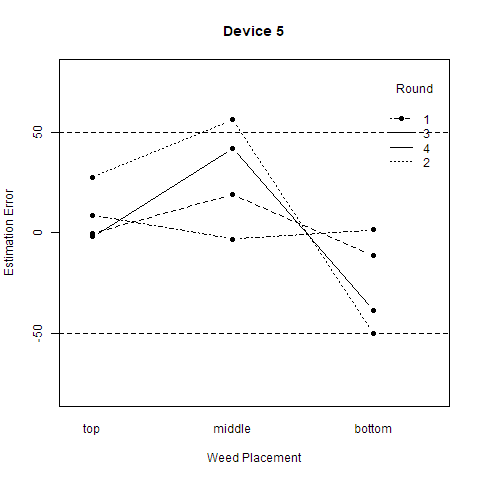 Device 5
Round
1
3
4
2
50
0
-50
Estimation Error
top middle bottom
Weed Placement